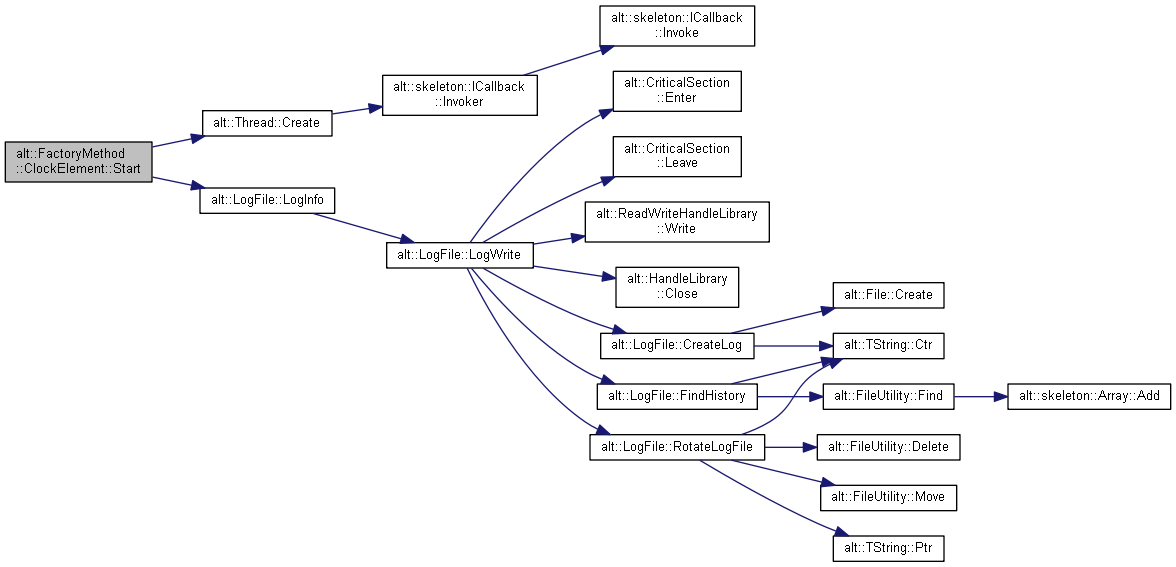 alt::skeleton::ICallback
::Invoke
alt::CriticalSection
::Enter
alt::skeleton::ICallback
::Invoker
alt::Thread::Create
alt::FactoryMethod
::ClockElement::Start
alt::CriticalSection
::Leave
alt::LogFile::LogInfo
alt::ReadWriteHandleLibrary
::Write
alt::LogFile::LogWrite
alt::HandleLibrary
::Close
alt::File::Create
alt::LogFile::CreateLog
alt::TString::Ctr
alt::LogFile::FindHistory
alt::FileUtility::Find
alt::skeleton::Array::Add
alt::LogFile::RotateLogFile
alt::FileUtility::Delete
alt::FileUtility::Move
alt::TString::Ptr